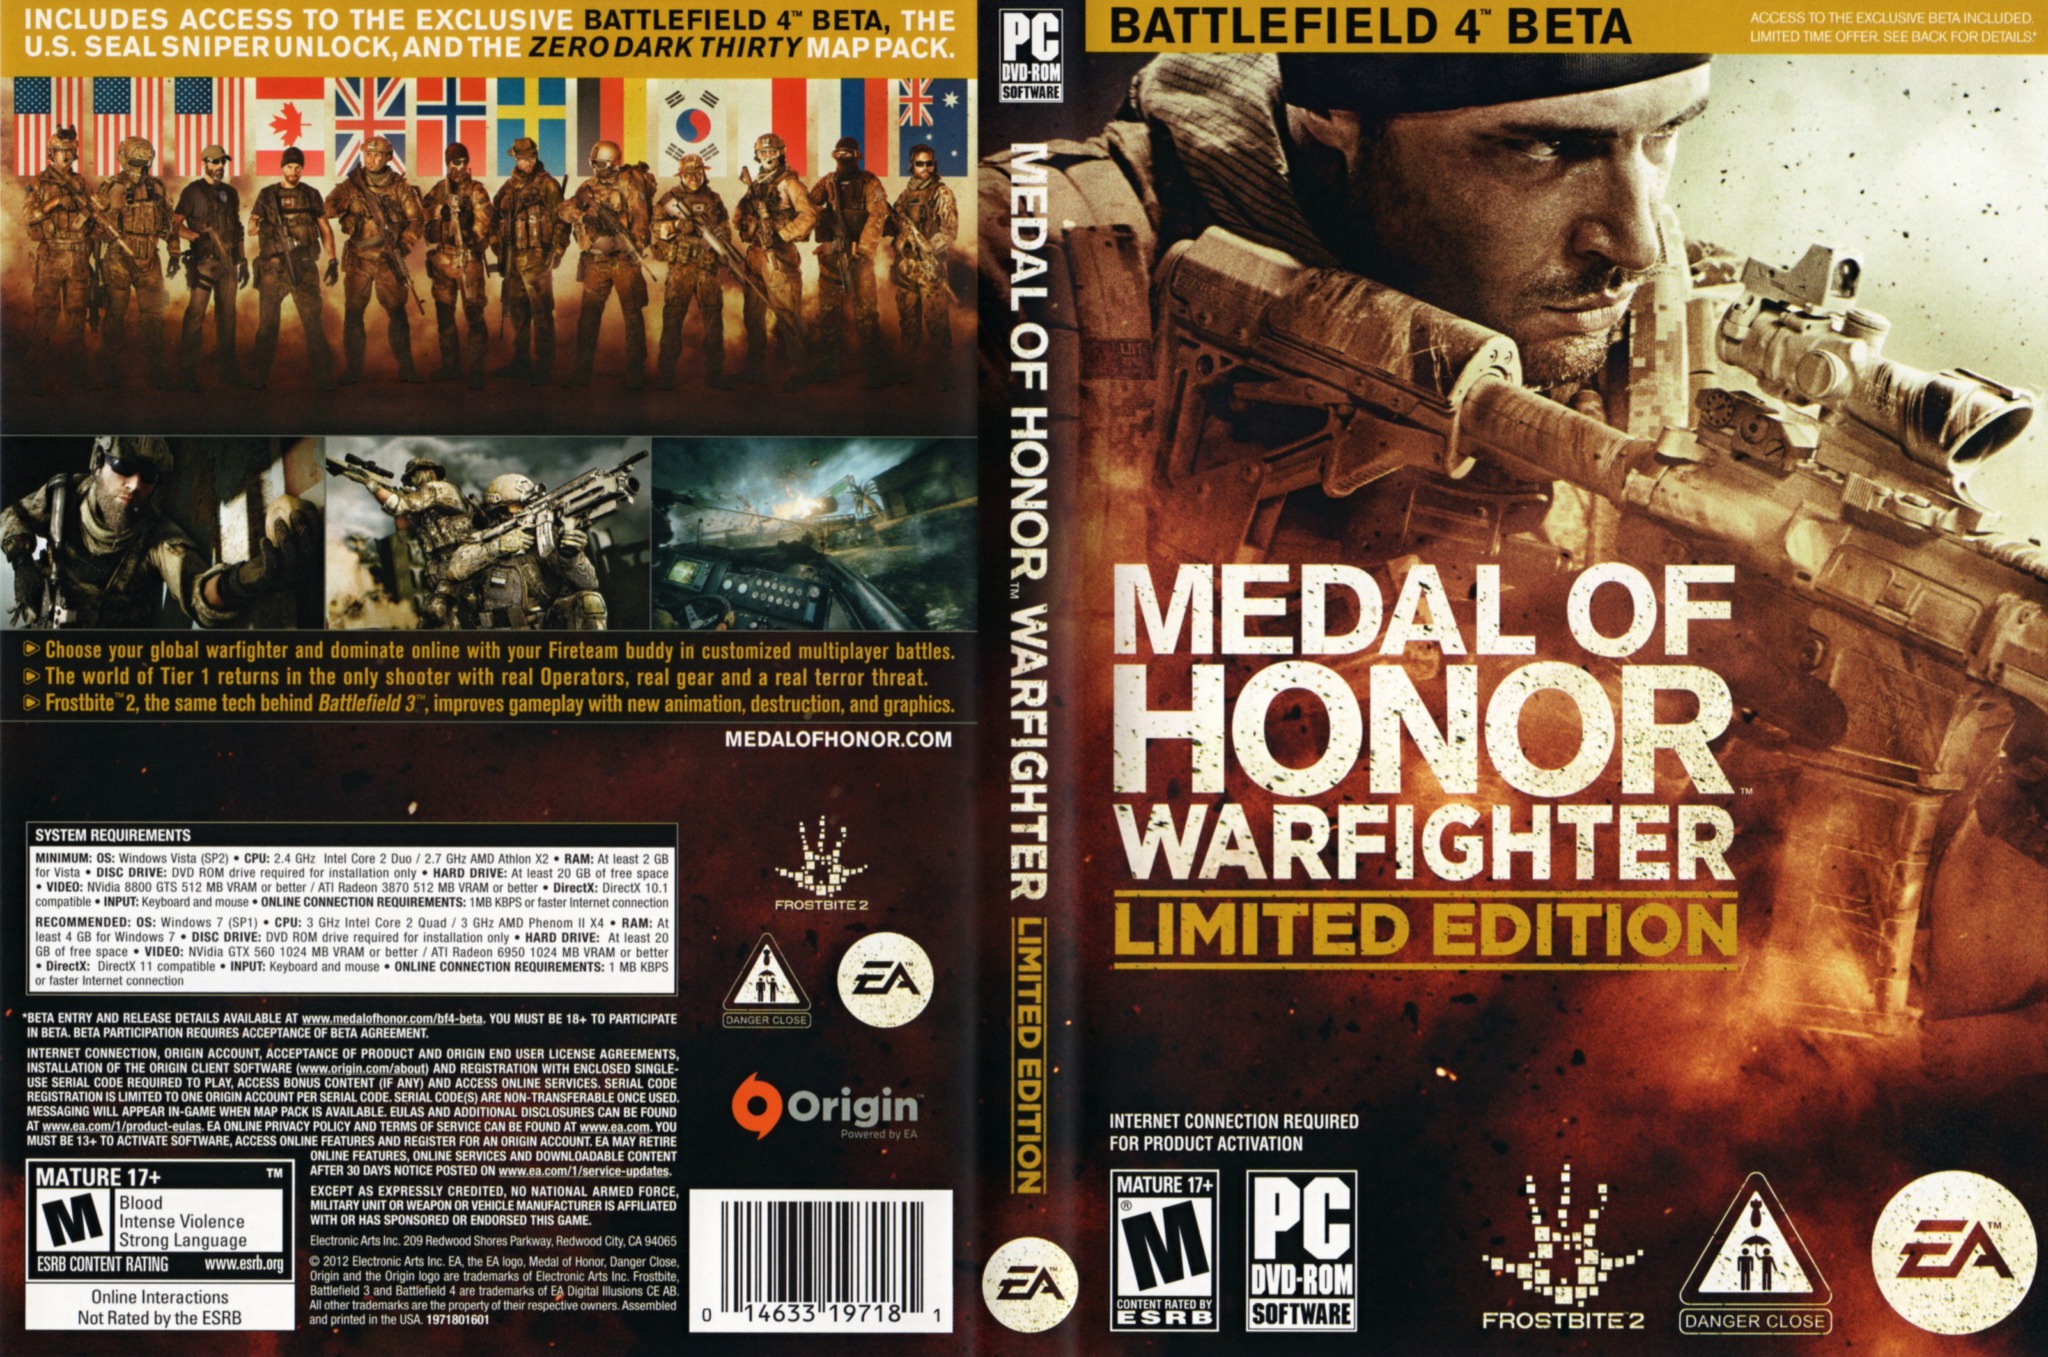 INCLUDES ACCESS TO THE EXCLUSIVE BATTLEFIELD 4™ BETA, THE
U.S. SEAL SNIPER UNLOCK, AND THE ZERO DARK THIRTY MAP PACK.
Choose your global warfighter and dominate online with your Fireteam buddy in customized multiplayer battles.
The world of Tier 1 returns in the only shooter with real Operators, real gear and a real terror threat.
Frostbite™ 2, the same tech behind Battlefield 3™, improves gameplay with new animation, destruction, and graphics.
MEDALOFHONOR.COM
SYSTEM REQUIREMENTS
MINIMUM: OS: Windows Vista (SP2) • CPU: 2.4 GHz Intel Core 2 Duo / 2.7 GHz AMD Athlon X2 • RAM: At least 2 GB
for Vista • DISC DRIVE: DVD ROM drive required for installation only • HARD DRIVE: At least 20 GB of free space
• VIDEO: NVidia 8800 GTS 512 MB VRAM or better / ATI Radeon 3870 512 MB VRAM or better • DirectX: DirectX 10.1
compatible • INPUT: Keyboard and mouse • ONLINE CONNECTION REQUIREMENTS: 1MB KBPS or faster Internet connection
RECOMMENDED: OS: Windows 7 (SP1) • CPU: 3 GHz Intel Core 2 Quad / 3 GHz AMD Phenom II X4 • RAM: At
least 4 GB for Windows 7 • DISC DRIVE: DVD ROM drive required for installation only • HARD DRIVE: At least 20
GB of free space • VIDEO: NVidia GTX 560 1024 MB VRAM or better / ATI Radeon 6950 1024 MB VRAM or better
• DirectX: DirectX 11 compatible • INPUT: Keyboard and mouse • ONLINE CONNECTION REQUIREMENTS: 1 MB KBPS
or faster Internet connection
FROSTBITE 2
DANGER CLOSE
EA™
*BETA ENTRY AND RELEASE DETAILS AVAILABLE AT www.medalofhonor.com/bf4-beta. YOU MUST BE 18+ TO PARTICIPATE
IN BETA. BETA PARTICIPATION REQUIRES ACCEPTANCE OF BETA AGREEMENT.
INTERNET CONNECTION, ORIGIN ACCOUNT, ACCEPTANCE OF PRODUCT AND ORIGIN END USER LICENSE AGREEMENTS,
INSTALLATION OF THE ORIGIN CLIENT SOFTWARE (www.origin.com/about) AND REGISTRATION WITH ENCLOSED SINGLE-
USE SERIAL CODE REQUIRED TO PLAY, ACCESS BONUS CONTENT (IF ANY) AND ACCESS ONLINE SERVICES. SERIAL CODE
REGISTRATION IS LIMITED TO ONE ORIGIN ACCOUNT PER SERIAL CODE. SERIAL CODE(S) ARE NON-TRANSFERABLE ONCE USED.
MESSAGING WILL APPEAR IN-GAME WHEN MAP PACK IS AVAILABLE. EULAS AND ADDITIONAL DISCLOSURES CAN BE FOUND
AT www.ea.com/1/product-eulas. EA ONLINE PRIVACY POLICY AND TERMS OF SERVICE CAN BE FOUND AT www.ea.com. YOU
MUST BE 13+ TO ACTIVATE SOFTWARE, ACCESS ONLINE FEATURES AND REGISTER FOR AN ORIGIN ACCOUNT. EA MAY RETIRE
ONLINE FEATURES, ONLINE SERVICES AND DOWNLOADABLE CONTENT
AFTER 30 DAYS NOTICE POSTED ON www.ea.com/1/service-updates.
EXCEPT AS EXPRESSLY CREDITED, NO NATIONAL ARMED FORCE,
MILITARY UNIT OR WEAPON OR VEHICLE MANUFACTURER IS AFFILIATED
WITH OR HAS SPONSORED OR ENDORSED THIS GAME.
Electronic Arts Inc. 209 Redwood Shores Parkway, Redwood City, CA 94065
© 2012 Electronic Arts Inc. EA, the EA logo, Medal of Honor, Danger Close,
Origin and the Origin logo are trademarks of Electronic Arts Inc. Frostbite,
Battlefield 3 and Battlefield 4 are trademarks of EA Digital Illusions CE AB.
All other trademarks are the property of their respective owners. Assembled
and printed in the USA. 1971801601
Origin™
Powered by EA
MATURE 17+ ™
M
Blood
Intense Violence
Strong Language
ESRB CONTENT RATING www.esrb.org
Online Interactions
Not Rated by the ESRB
0 14633 19718 1
PC
DVD-ROM
SOFTWARE
MEDAL OF HONOR™ WARFIGHTER LIMITED EDITION
EA™
BATTLEFIELD 4™ BETA
ACCESS TO THE EXCLUSIVE BETA INCLUDED.
LIMITED TIME OFFER. SEE BACK FOR DETAILS.*
MEDAL OF
HONOR™
WARFIGHTER
LIMITED EDITION
INTERNET CONNECTION REQUIRED
FOR PRODUCT ACTIVATION
MATURE 17+
® M
CONTENT RATED BY
ESRB
PC
DVD-ROM
SOFTWARE
FROSTBITE 2
DANGER CLOSE
EA™